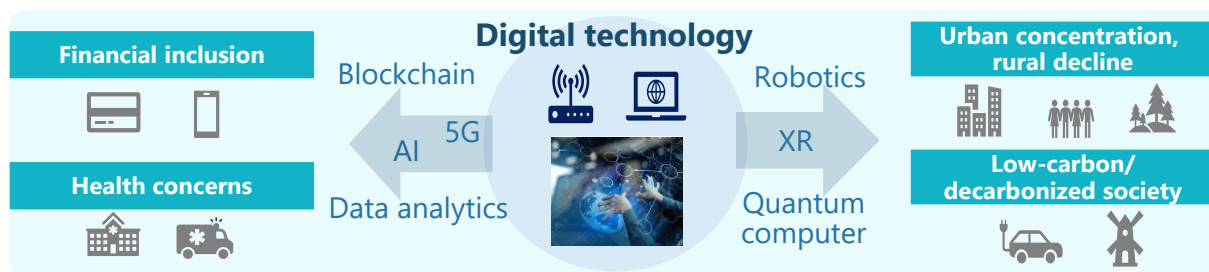 Digital technology
Financial inclusion
Health concerns
Blockchain
5G
AI
Data analytics
Robotics
XR
Quantum
computer
Urban concentration,
rural decline
Low-carbon/
decarbonized society